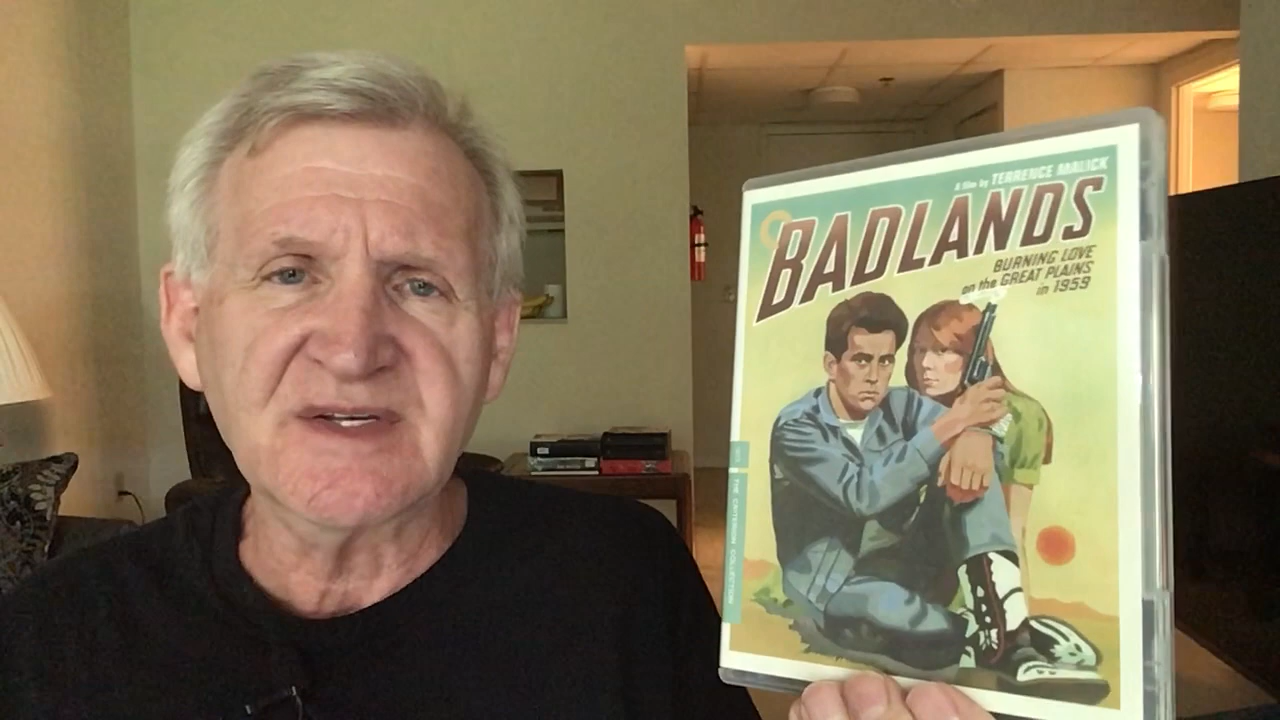 A film by TERRENCE MALICK
BADLANDS
BURNING LOVE
on the GREAT PLAINS
in 1959
THE CRITERION COLLECTION